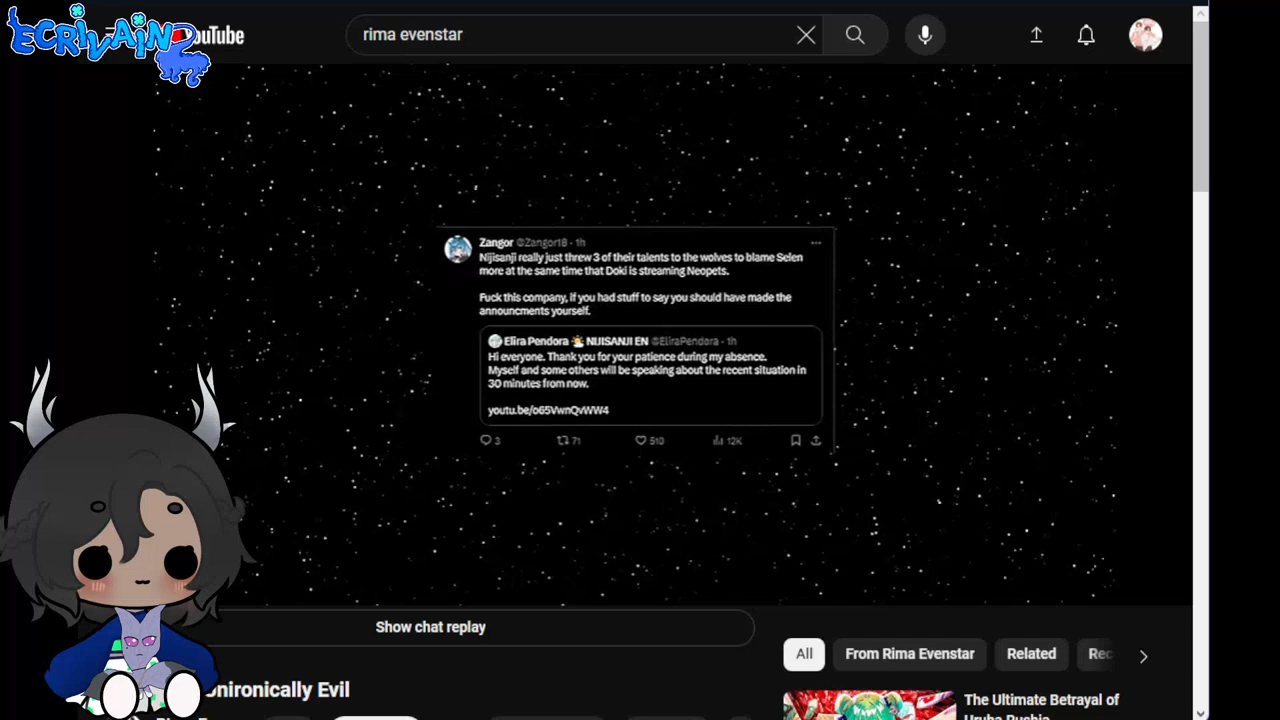 ECRIVAIN
YouTube
rima evenstar
Zangor @Zangor18 · 1h
Nijisanji really just threw 3 of their talents to the wolves to blame Selen
more at the same time that Doki is streaming Neopets.
Fuck this company, if you had stuff to say you should have made the
announcments yourself.
Elira Pendora NIJISANJI EN @EliraPendora · 1h
Hi everyone. Thank you for your patience during my absence.
Myself and some others will be speaking about the recent situation in
30 minutes from now.
youtu.be/o65VwnQvWW4
3 71 510 12K
Show chat replay
All From Rima Evenstar Related Rec
nironically Evil
The Ultimate Betrayal of